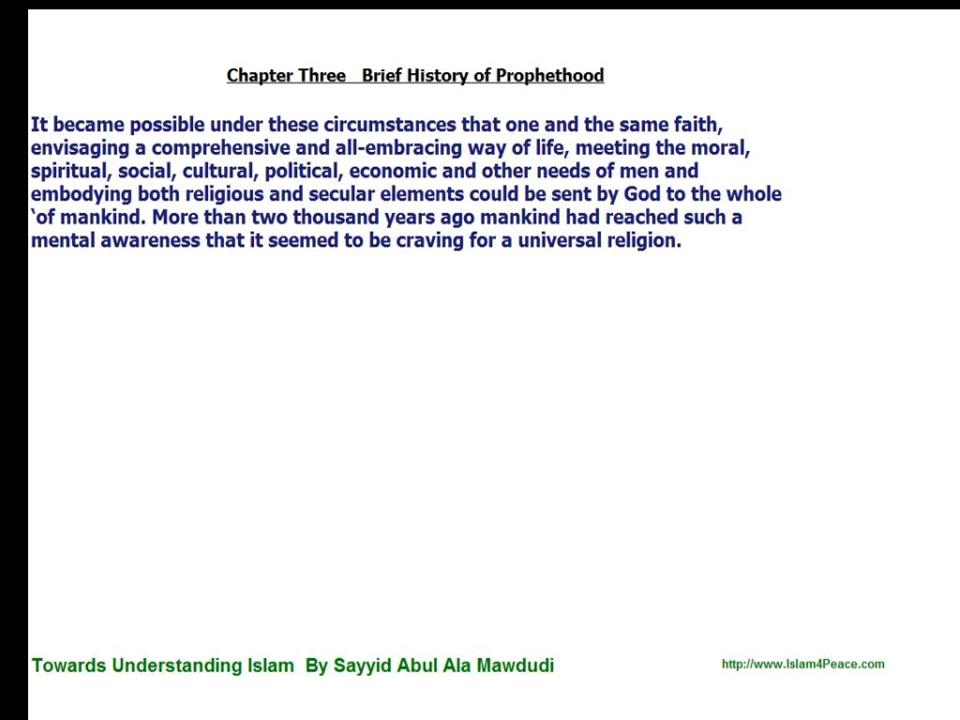 Chapter Three   Brief History of Prophethood
It became possible under these circumstances that one and the same faith,
envisaging a comprehensive and all-embracing way of life, meeting the moral,
spiritual, social, cultural, political, economic and other needs of men and
embodying both religious and secular elements could be sent by God to the whole
‘of mankind. More than two thousand years ago mankind had reached such a
mental awareness that it seemed to be craving for a universal religion.
Towards Understanding Islam  By Sayyid Abul Ala Mawdudi
http://www.Islam4Peace.com